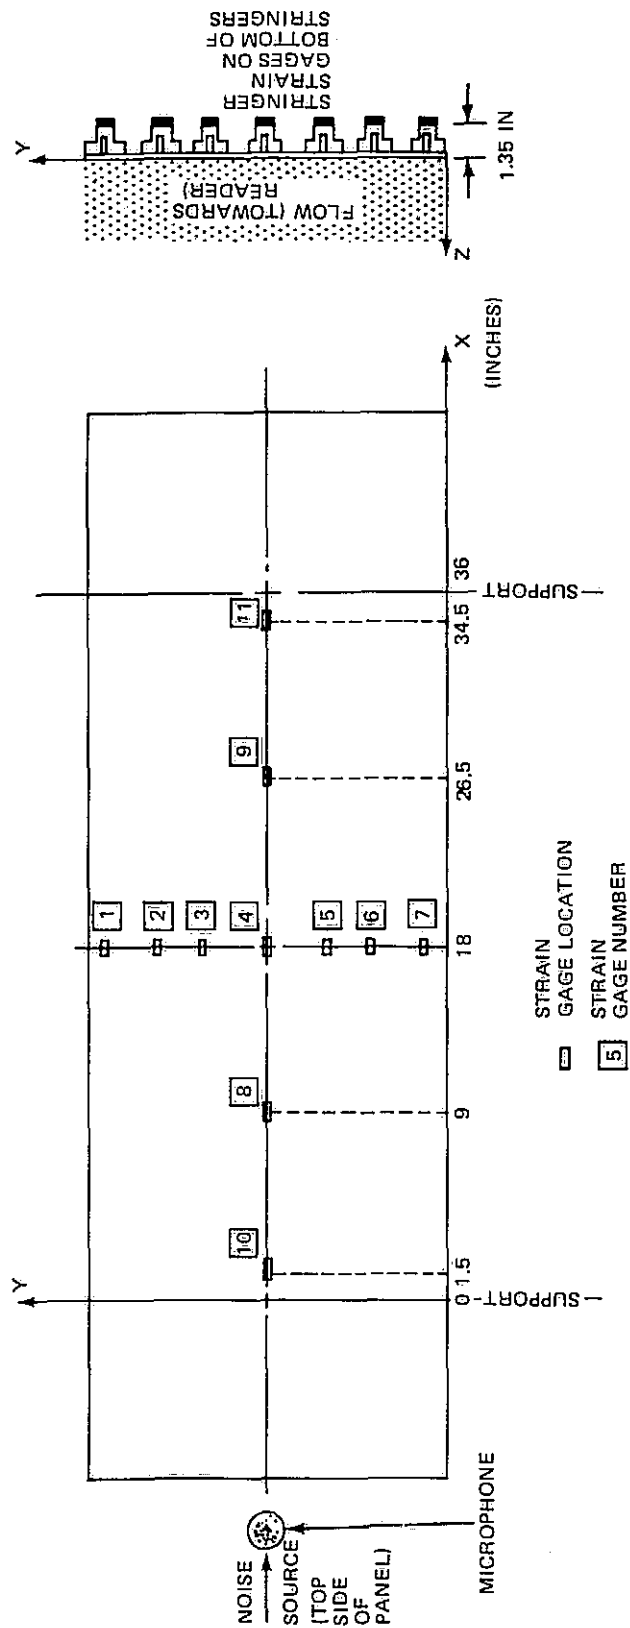 Y
NOISE
SOURCE
(TOP
SIDE
OF
PANEL)
MICROPHONE
10
8
1
2
3
4
5
6
7
9
11
0
1.5
9
18
26.5
34.5
36
X
(INCHES)
SUPPORT
SUPPORT
STRAIN
GAGE LOCATION
5
STRAIN
GAGE NUMBER
Y
FLOW (TOWARDS
READER)
Z
1.35 IN
STRINGER
STRAIN
GAGES ON
BOTTOM OF
STRINGERS